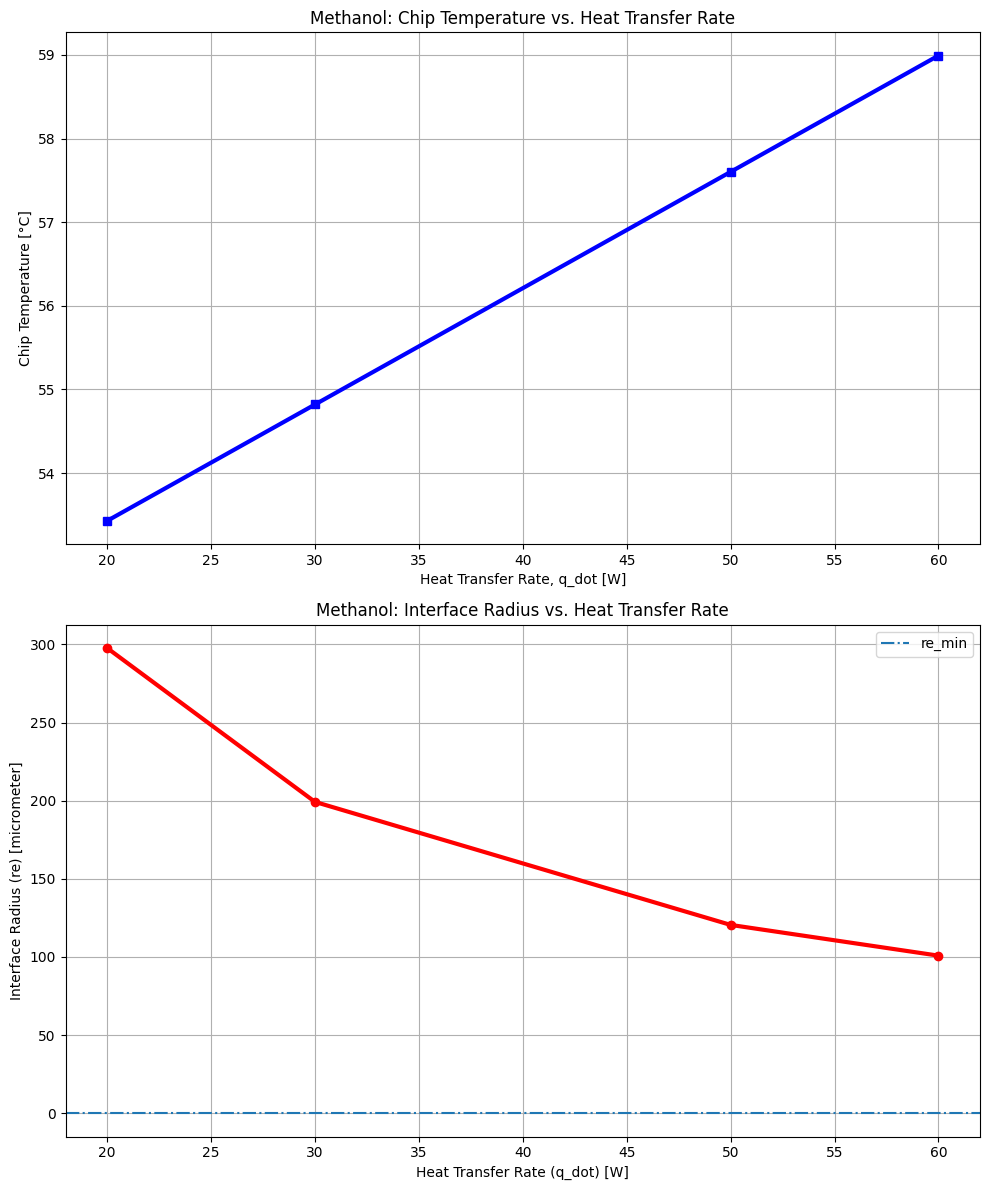 Methanol: Chip Temperature vs. Heat Transfer Rate
59
58
57
56
55
54
Chip Temperature [°C]
20 25 30 35 40 45 50 55 60
Heat Transfer Rate, q_dot [W]
Methanol: Interface Radius vs. Heat Transfer Rate
re_min
300
250
200
150
100
50
0
Interface Radius (re) [micrometer]
20 25 30 35 40 45 50 55 60
Heat Transfer Rate (q_dot) [W]